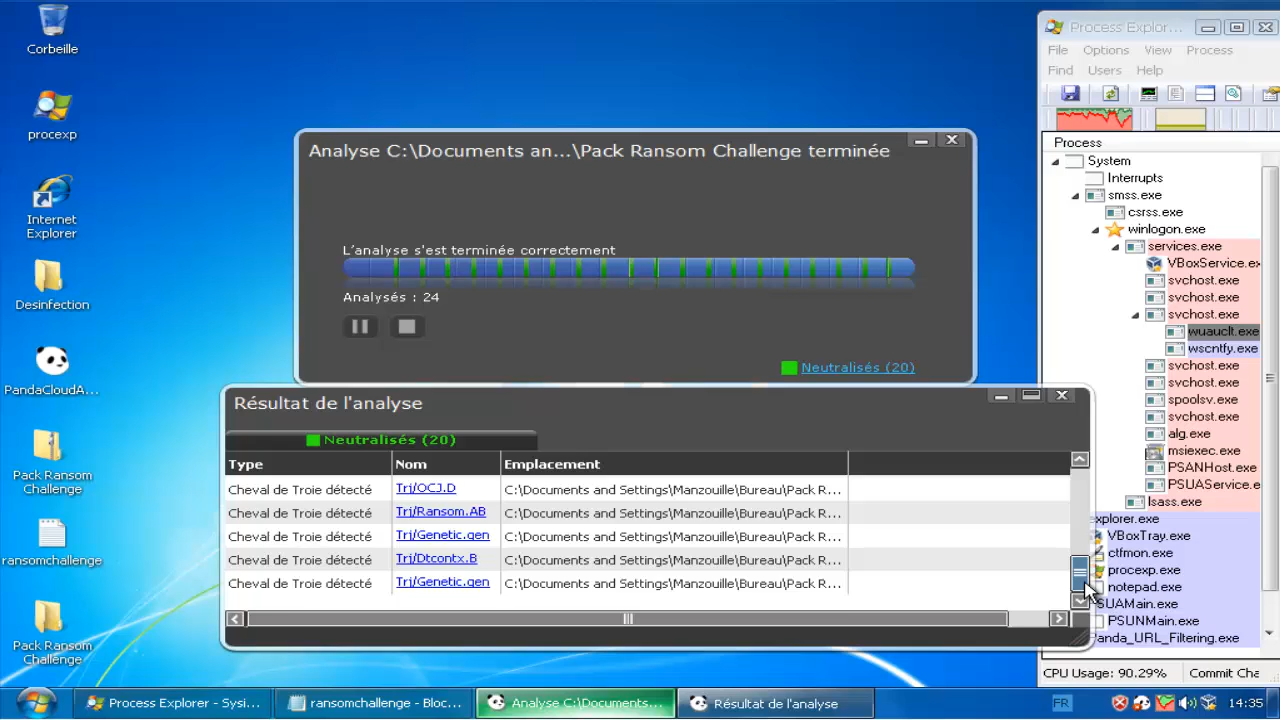 Corbeille
procexp
Internet
Explorer
Desinfection
PandaCloudA...
Pack Ransom
Challenge
ransomchallenge
Pack Ransom
Challenge
Analyse C:\Documents an...\Pack Ransom Challenge terminée
L'analyse s'est terminée correctement
Analysés : 24
Neutralisés (20)
Résultat de l'analyse
Neutralisés (20)
Type Nom Emplacement
Cheval de Troie détecté Trj/OCJ.D C:\Documents and Settings\Manzouille\Bureau\Pack R...
Cheval de Troie détecté Trj/Ransom.AB C:\Documents and Settings\Manzouille\Bureau\Pack R...
Cheval de Troie détecté Trj/Genetic.gen C:\Documents and Settings\Manzouille\Bureau\Pack R...
Cheval de Troie détecté Trj/Dtcontx.B C:\Documents and Settings\Manzouille\Bureau\Pack R...
Cheval de Troie détecté Trj/Genetic.gen C:\Documents and Settings\Manzouille\Bureau\Pack R...
Process Explor...
File Options View Process
Find Users Help
Process
System
Interrupts
smss.exe
csrss.exe
winlogon.exe
services.exe
VBoxService.ex
svchost.exe
svchost.exe
svchost.exe
wuauclt.exe
wscntfy.exe
svchost.exe
svchost.exe
spoolsv.exe
svchost.exe
alg.exe
msiexec.exe
PSANHost.exe
PSUAService.e
lsass.exe
explorer.exe
VBoxTray.exe
ctfmon.exe
procexp.exe
notepad.exe
SUAMain.exe
PSUNMain.exe
Panda_URL_Filtering.exe
CPU Usage: 90.29% Commit Cha
Process Explorer - Sysi...
ransomchallenge - Bloc...
Analyse C:\Documents...
Résultat de l'analyse
FR
14:35